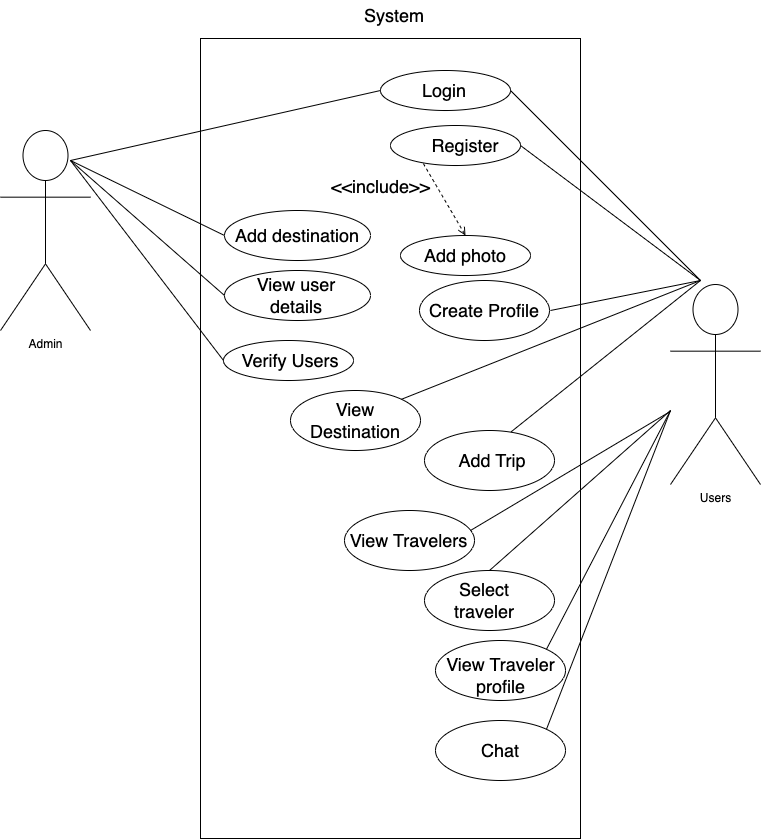 System
Login
Register
<<include>>
Add destination
Add photo
View user
details
Create Profile
Admin
Verify Users
View
Destination
Add Trip
Users
View Travelers
Select
traveler
View Traveler
profile
Chat